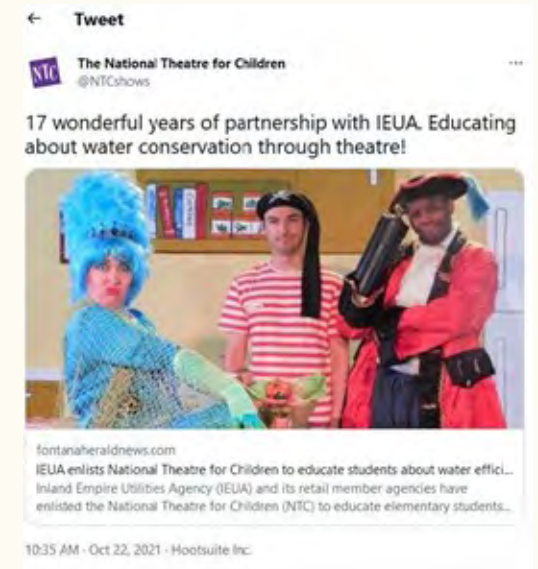 ← Tweet
NTC
The National Theatre for Children
@NTCshows
...
17 wonderful years of partnership with IEUA. Educating
about water conservation through theatre!
fontanaheraldnews.com
IEUA enlists National Theatre for Children to educate students about water effici...
Inland Empire Utilities Agency (IEUA) and its retail member agencies have
enlisted the National Theatre for Children (NTC) to educate elementary students...
10:35 AM · Oct 22, 2021 · Hootsuite Inc.